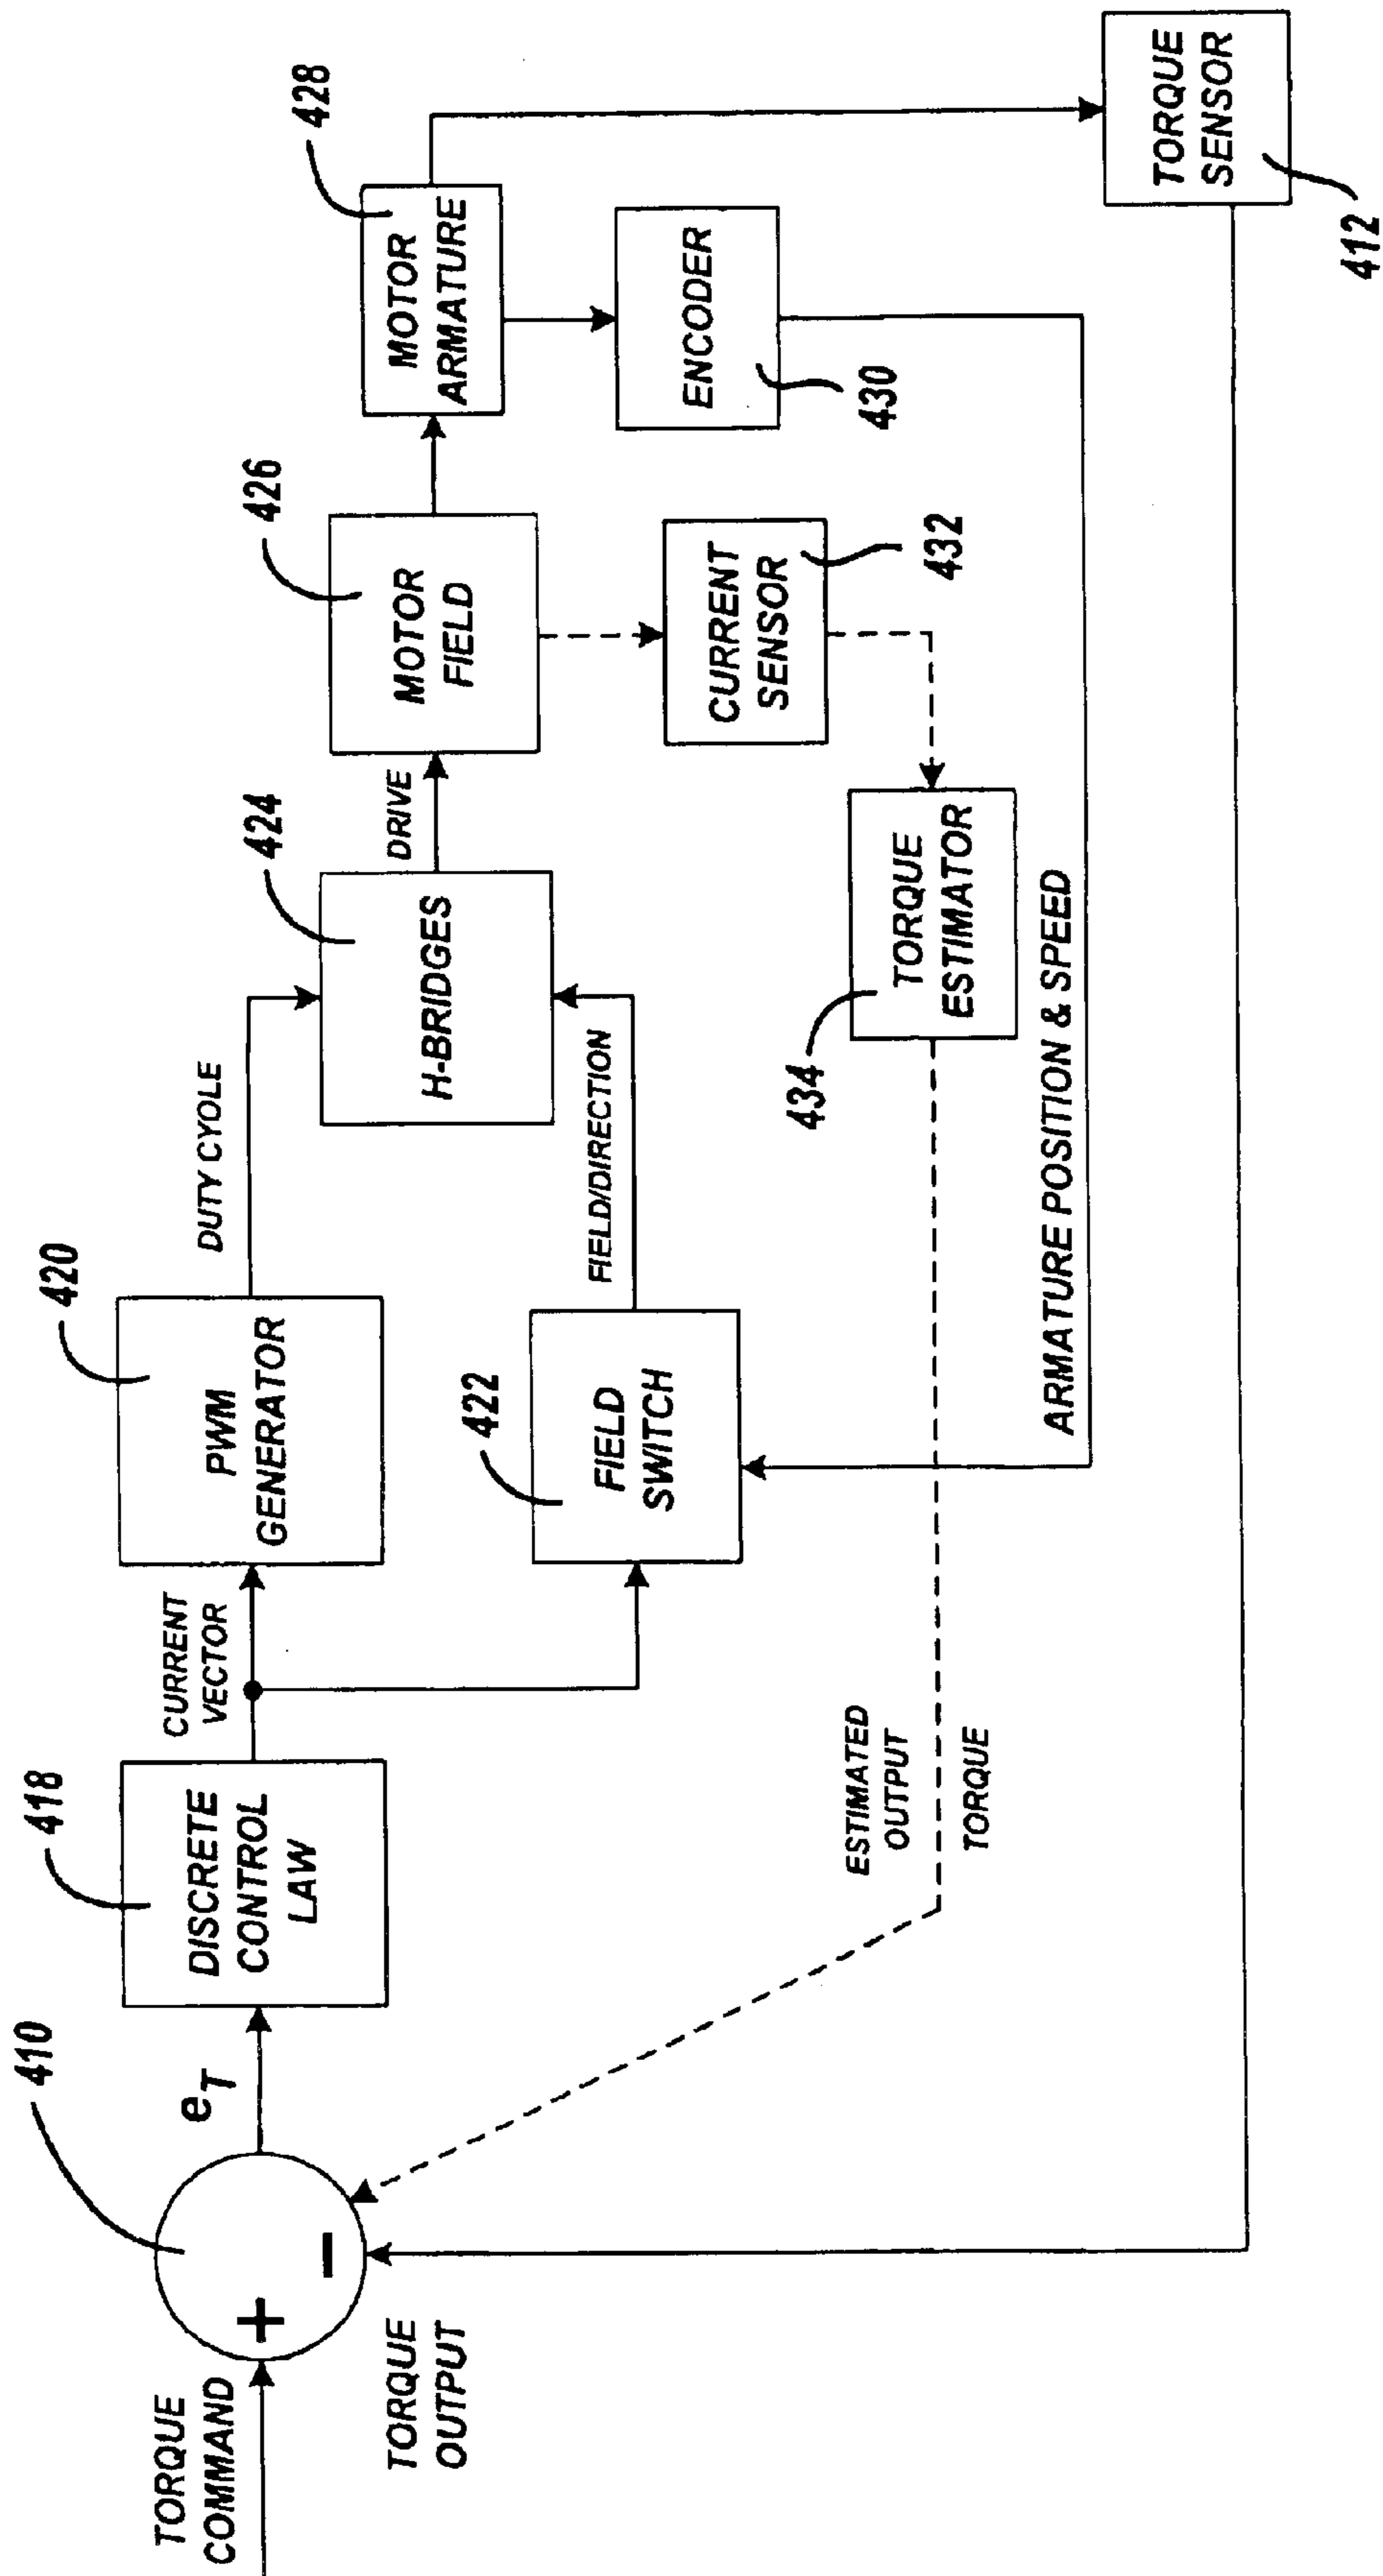 TORQUE
COMMAND
TORQUE
OUTPUT
+
−
410
eT
418
DISCRETE
CONTROL
LAW
CURRENT
VECTOR
420
PWM
GENERATOR
DUTY CYOLE
422
FIELD
SWITCH
FIELD/DIRECTION
424
H-BRIDGES
DRIVE
426
MOTOR
FIELD
428
MOTOR
ARMATURE
ENCODER
430
CURRENT
SENSOR
432
434
TORQUE
ESTIMATOR
ESTIMATED
OUTPUT
TORQUE
ARMATURE POSITION & SPEED
TORQUE
SENSOR
412